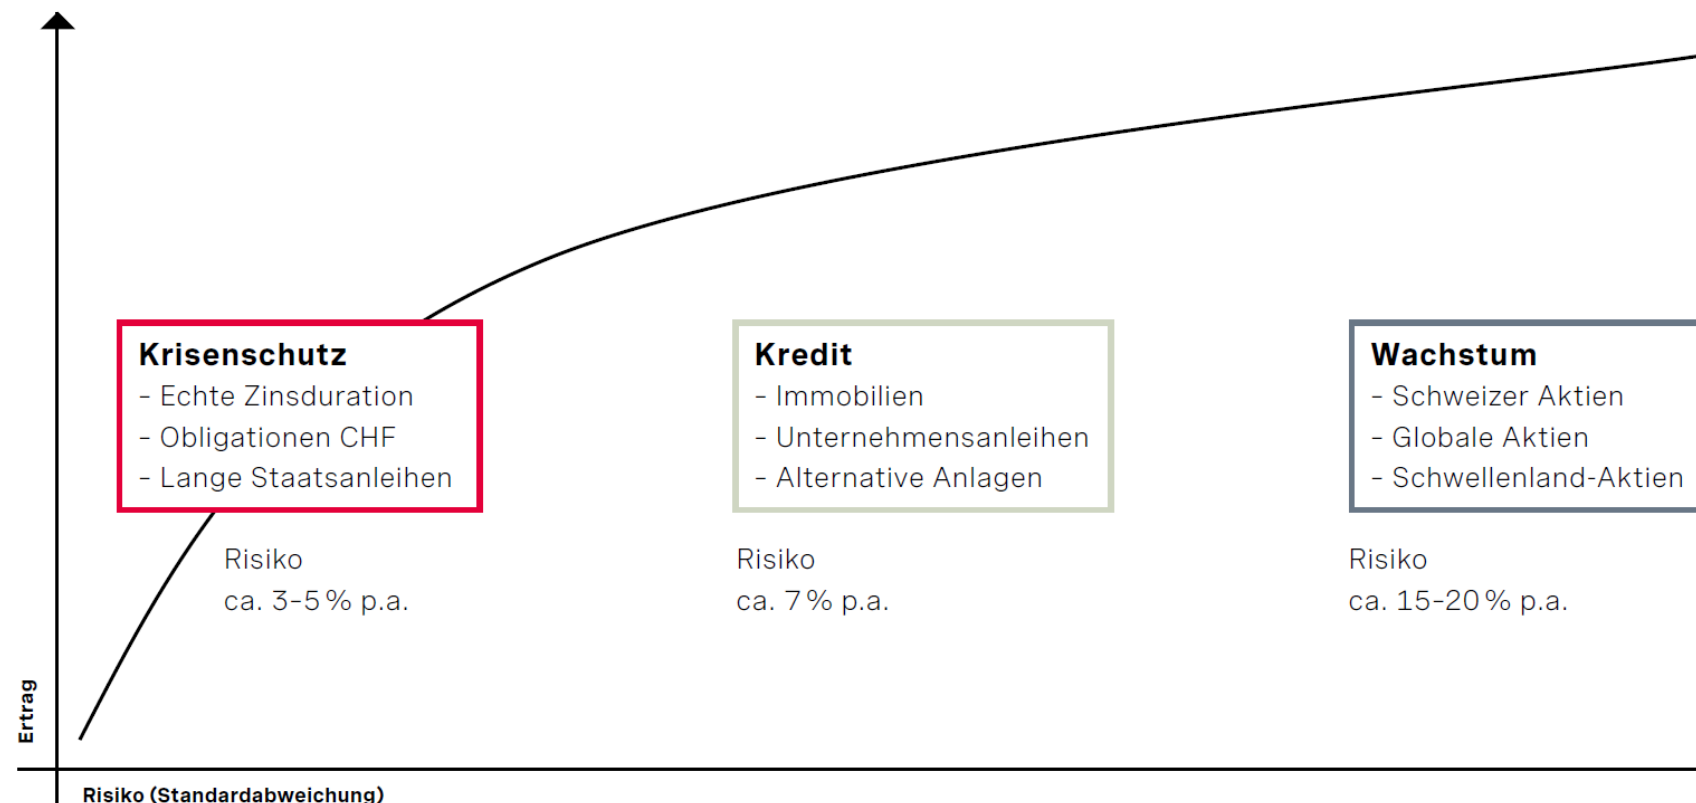 Krisenschutz
- Echte Zinsduration
- Obligationen CHF
- Lange Staatsanleihen
Risiko
ca. 3-5 % p.a.
Kredit
- Immobilien
- Unternehmensanleihen
- Alternative Anlagen
Risiko
ca. 7 % p.a.
Wachstum
- Schweizer Aktien
- Globale Aktien
- Schwellenland-Aktien
Risiko
ca. 15-20 % p.a.
Ertrag
Risiko (Standardabweichung)